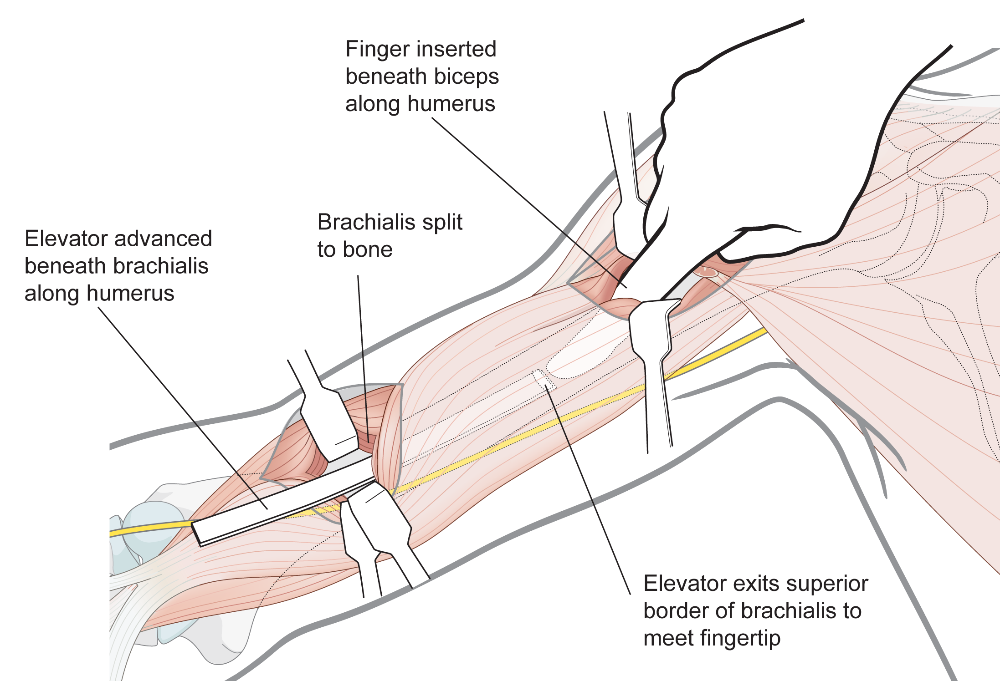 Finger inserted
beneath biceps
along humerus
Brachialis split
to bone
Elevator advanced
beneath brachialis
along humerus
Elevator exits superior
border of brachialis to
meet fingertip